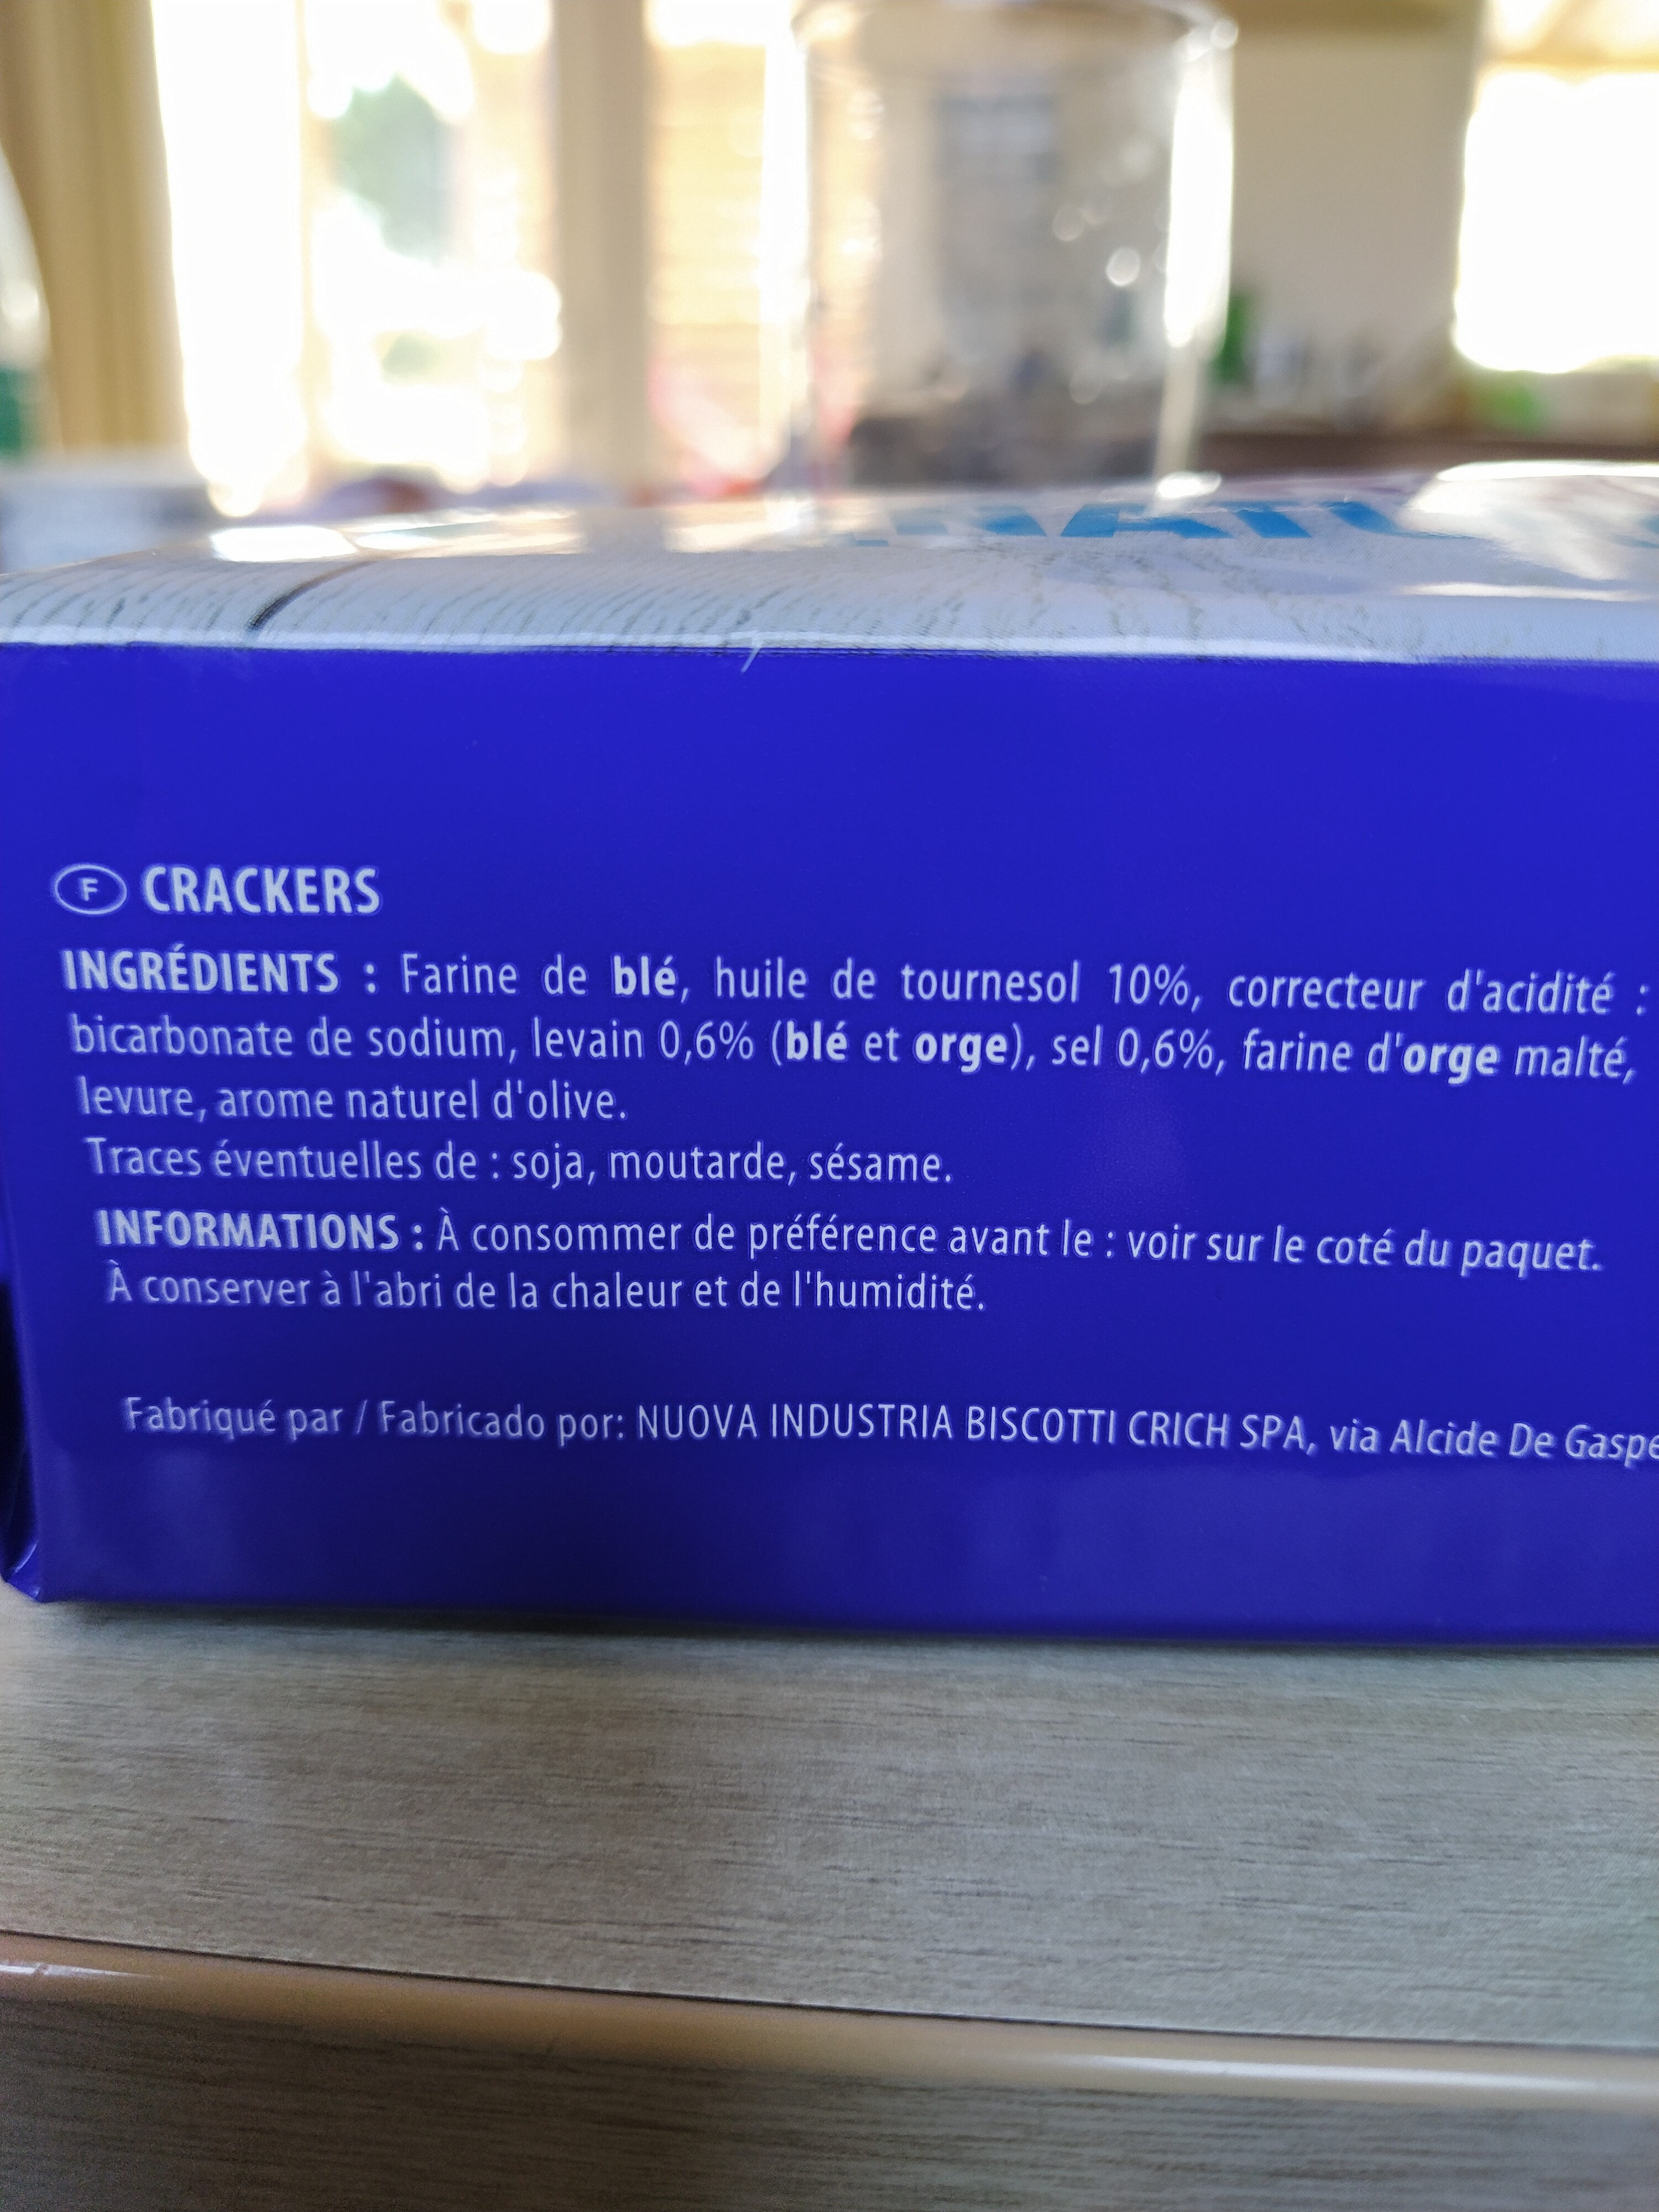 F CRACKERS
INGRÉDIENTS : Farine de blé, huile de tournesol 10%, correcteur d'acidité :
bicarbonate de sodium, levain 0,6% (blé et orge), sel 0,6%, farine d'orge malté,
levure, arome naturel d'olive.
Traces éventuelles de : soja, moutarde, sésame.
INFORMATIONS : À consommer de préférence avant le : voir sur le coté du paquet.
À conserver à l'abri de la chaleur et de l'humidité.
Fabriqué par / Fabricado por: NUOVA INDUSTRIA BISCOTTI CRICH SPA, via Alcide De Gaspe